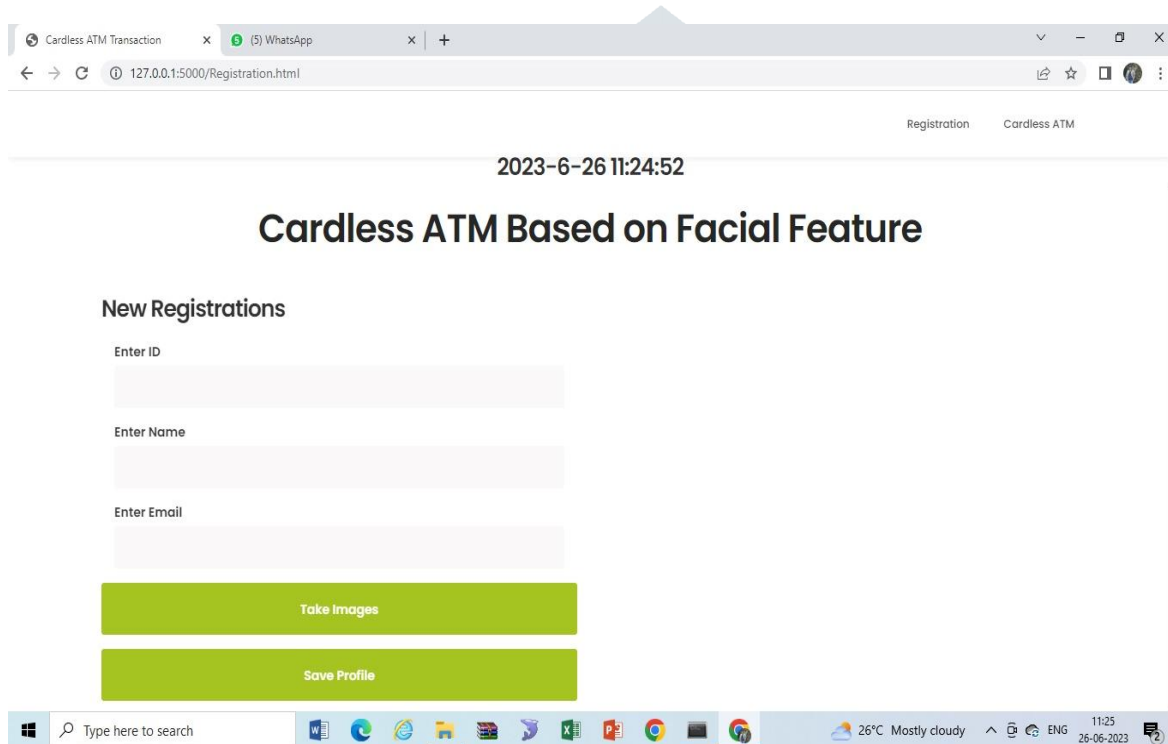 Cardless ATM Transaction
5 (5) WhatsApp
127.0.0.1:5000/Registration.html
Registration Cardless ATM
2023-6-26 11:24:52
Cardless ATM Based on Facial Feature
New Registrations
Enter ID
Enter Name
Enter Email
Take Images
Save Profile
Type here to search
26°C Mostly cloudy
ENG
11:25
26-06-2023
2